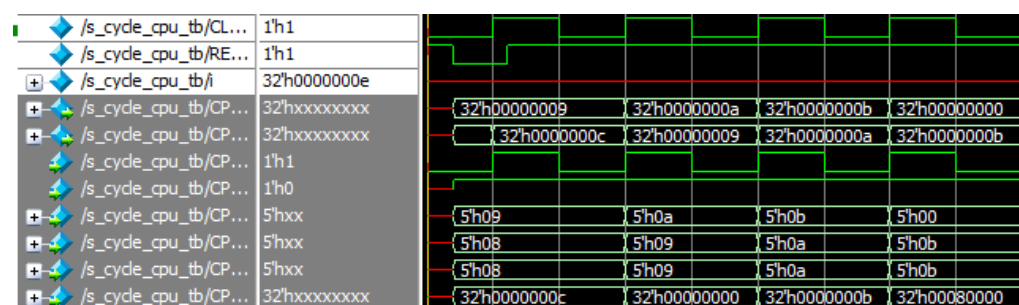 /s_cycle_cpu_tb/CL... 1'h1
/s_cycle_cpu_tb/RE... 1'h1
/s_cycle_cpu_tb/i 32'h0000000e
/s_cycle_cpu_tb/CP... 32'hxxxxxxxx 32'h00000009 32'h0000000a 32'h0000000b 32'h00000000
/s_cycle_cpu_tb/CP... 32'hxxxxxxxx 32'h0000000c 32'h00000009 32'h0000000a 32'h0000000b
/s_cycle_cpu_tb/CP... 1'h1
/s_cycle_cpu_tb/CP... 1'h0
/s_cycle_cpu_tb/CP... 5'hxx 5'h09 5'h0a 5'h0b 5'h00
/s_cycle_cpu_tb/CP... 5'hxx 5'h08 5'h09 5'h0a 5'h0b
/s_cycle_cpu_tb/CP... 5'hxx 5'h08 5'h09 5'h0a 5'h0b
/s_cycle_cpu_tb/CP... 32'hxxxxxxxx 32'h0000000c 32'h00000000 32'h0000000b 32'h00000000